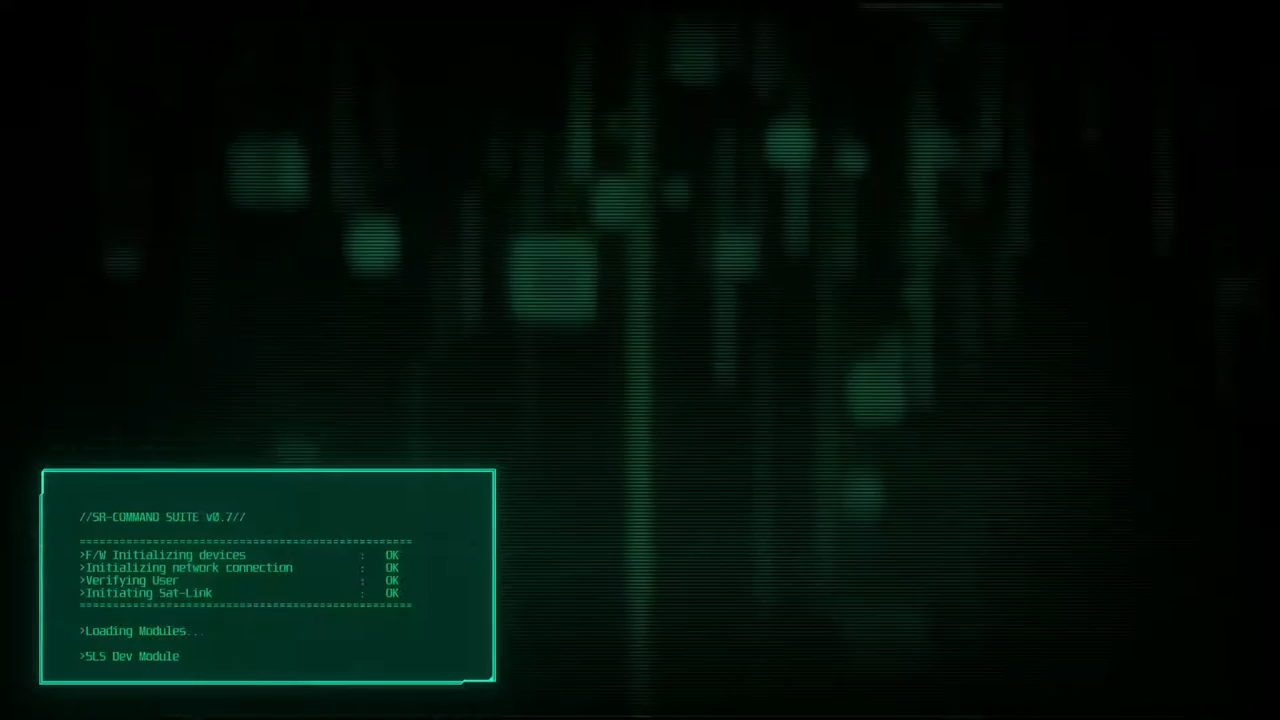 //SR-COMMAND SUITE v0.7//
==================================================
>F/W Initializing devices : OK
>Initializing network connection : OK
>Verifying User : OK
>Initiating Sat-Link : OK
==================================================
>Loading Modules...
>SLS Dev Module